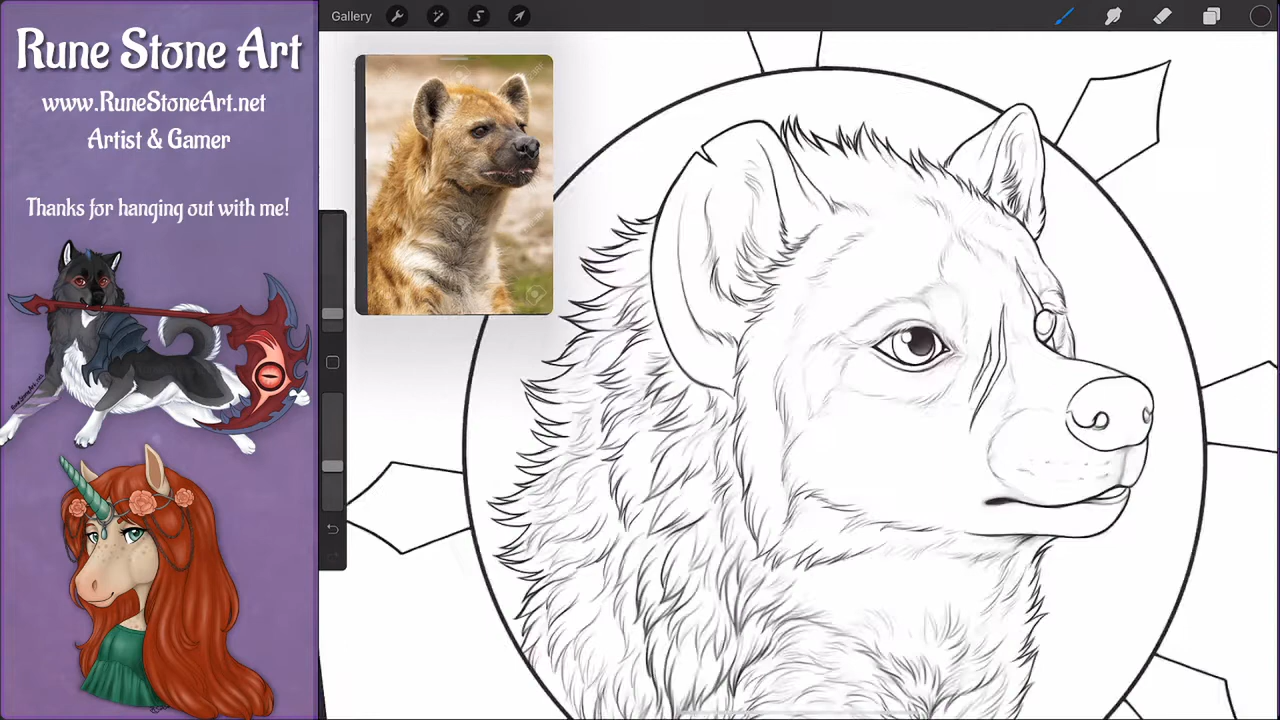 Rune Stone Art
www.RuneStoneArt.net
Artist & Gamer
Thanks for hanging out with me!
Gallery